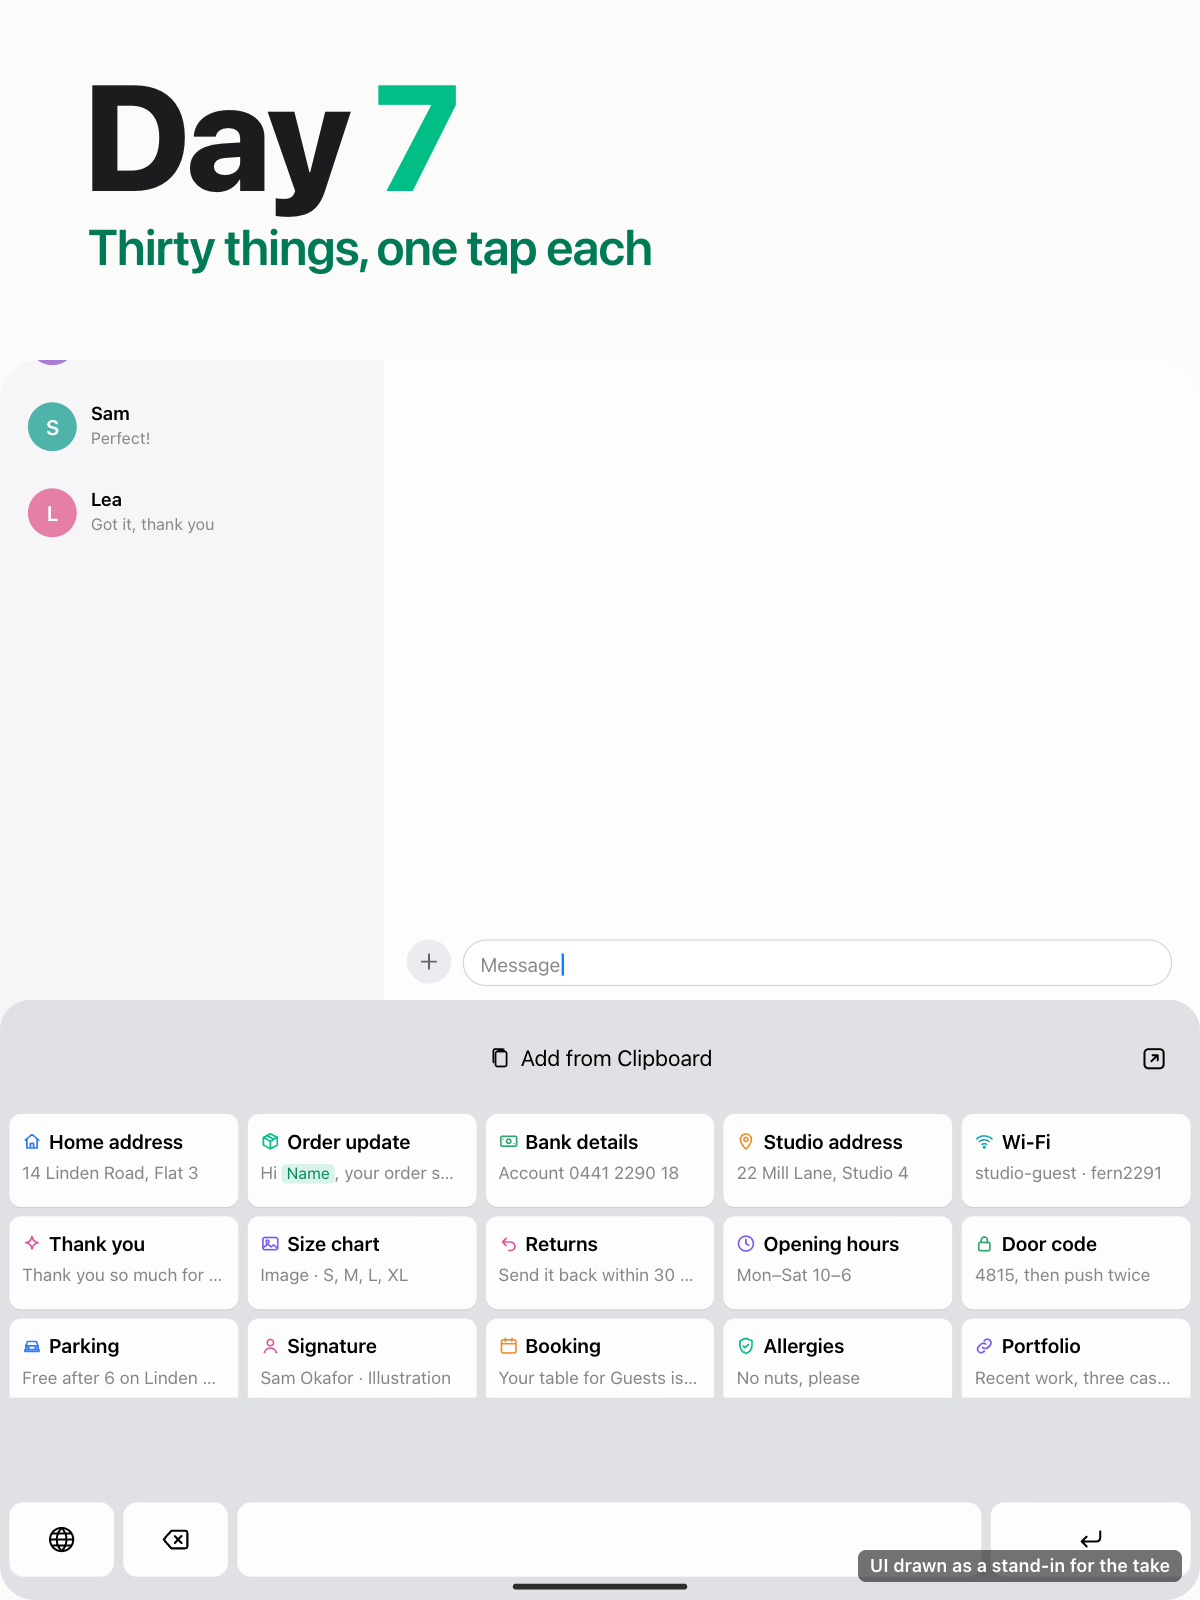 Day 7
Thirty things, one tap each
S
Sam
Perfect!
L
Lea
Got it, thank you
Message
Add from Clipboard
Home address
14 Linden Road, Flat 3
Order update
Hi Name, your order s...
Bank details
Account 0441 2290 18
Studio address
22 Mill Lane, Studio 4
Wi-Fi
studio-guest · fern2291
Thank you
Thank you so much for ...
Size chart
Image · S, M, L, XL
Returns
Send it back within 30 ...
Opening hours
Mon–Sat 10–6
Door code
4815, then push twice
Parking
Free after 6 on Linden ...
Signature
Sam Okafor · Illustration
Booking
Your table for Guests is...
Allergies
No nuts, please
Portfolio
Recent work, three cas...
UI drawn as a stand-in for the take